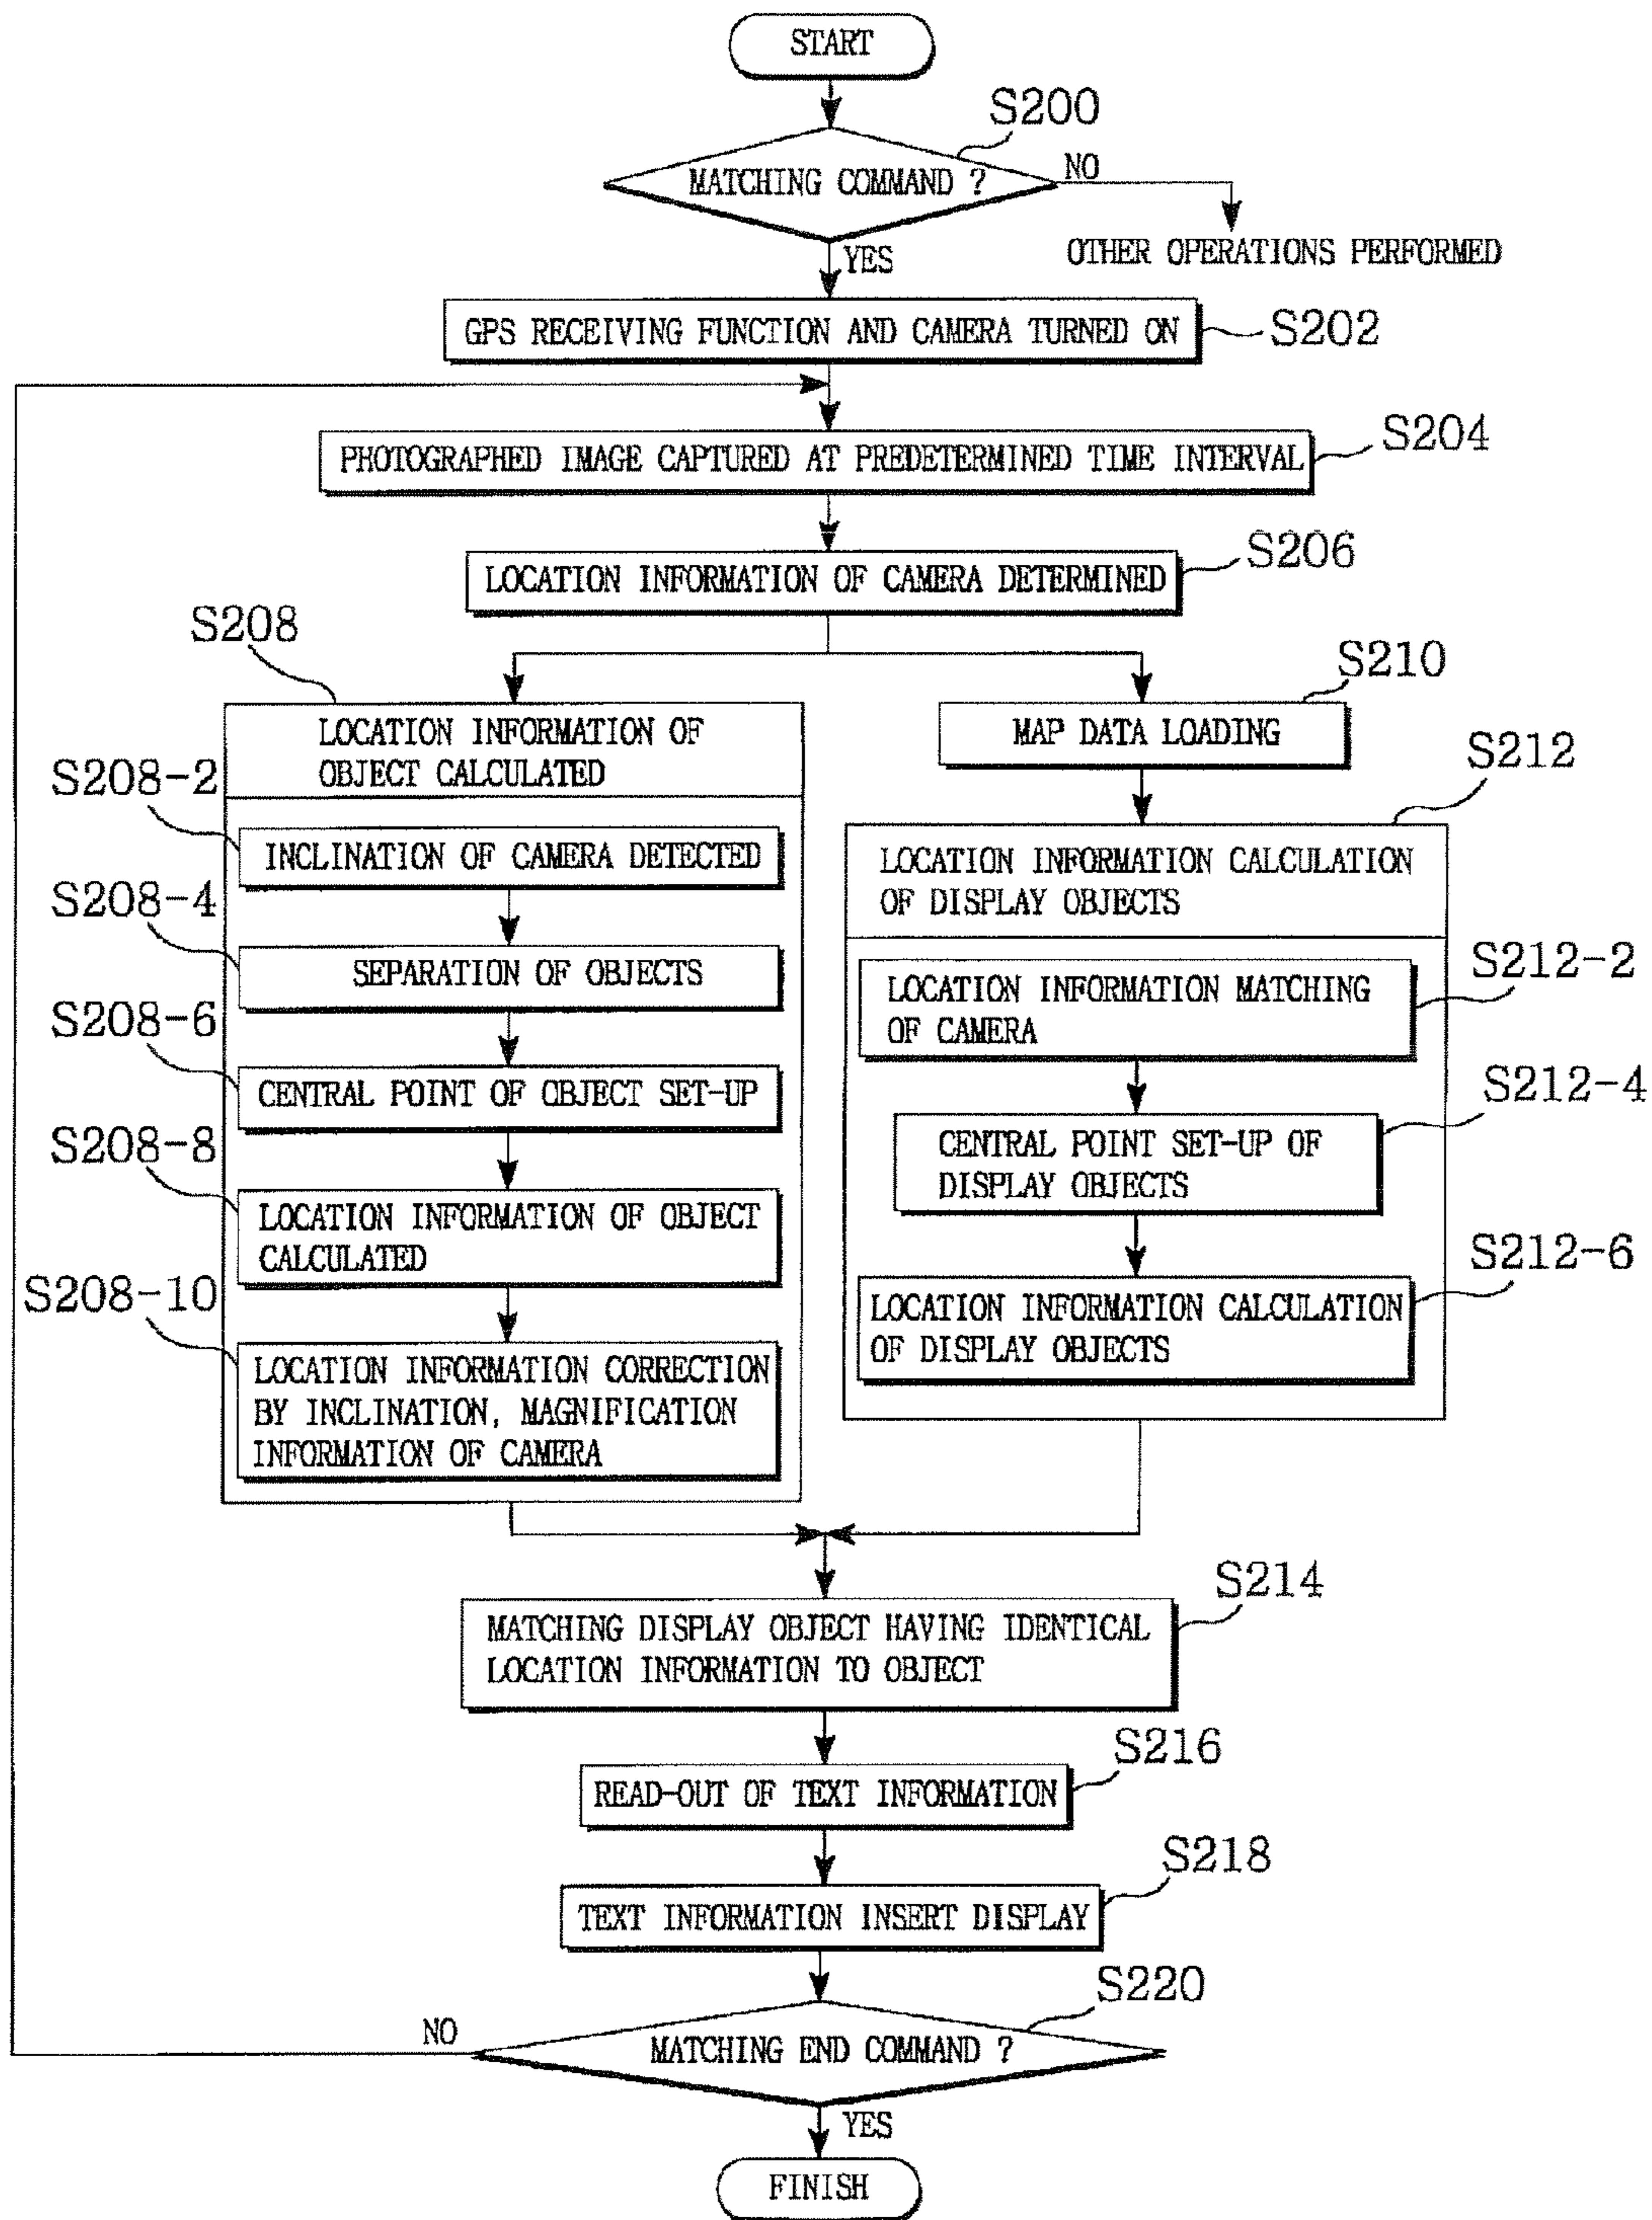 START
S200
MATCHING COMMAND ?
NO
YES
OTHER OPERATIONS PERFORMED
GPS RECEIVING FUNCTION AND CAMERA TURNED ON
S202
S204
PHOTOGRAPHED IMAGE CAPTURED AT PREDETERMINED TIME INTERVAL
S206
LOCATION INFORMATION OF CAMERA DETERMINED
S208
LOCATION INFORMATION OF
OBJECT CALCULATED
S208-2
INCLINATION OF CAMERA DETECTED
S208-4
SEPARATION OF OBJECTS
S208-6
CENTRAL POINT OF OBJECT SET-UP
S208-8
LOCATION INFORMATION OF OBJECT
CALCULATED
S208-10
LOCATION INFORMATION CORRECTION
BY INCLINATION, MAGNIFICATION
INFORMATION OF CAMERA
S210
MAP DATA LOADING
S212
LOCATION INFORMATION CALCULATION
OF DISPLAY OBJECTS
S212-2
LOCATION INFORMATION MATCHING
OF CAMERA
S212-4
CENTRAL POINT SET-UP OF
DISPLAY OBJECTS
S212-6
LOCATION INFORMATION CALCULATION
OF DISPLAY OBJECTS
S214
MATCHING DISPLAY OBJECT HAVING IDENTICAL
LOCATION INFORMATION TO OBJECT
S216
READ-OUT OF TEXT INFORMATION
S218
TEXT INFORMATION INSERT DISPLAY
S220
NO
MATCHING END COMMAND ?
YES
FINISH